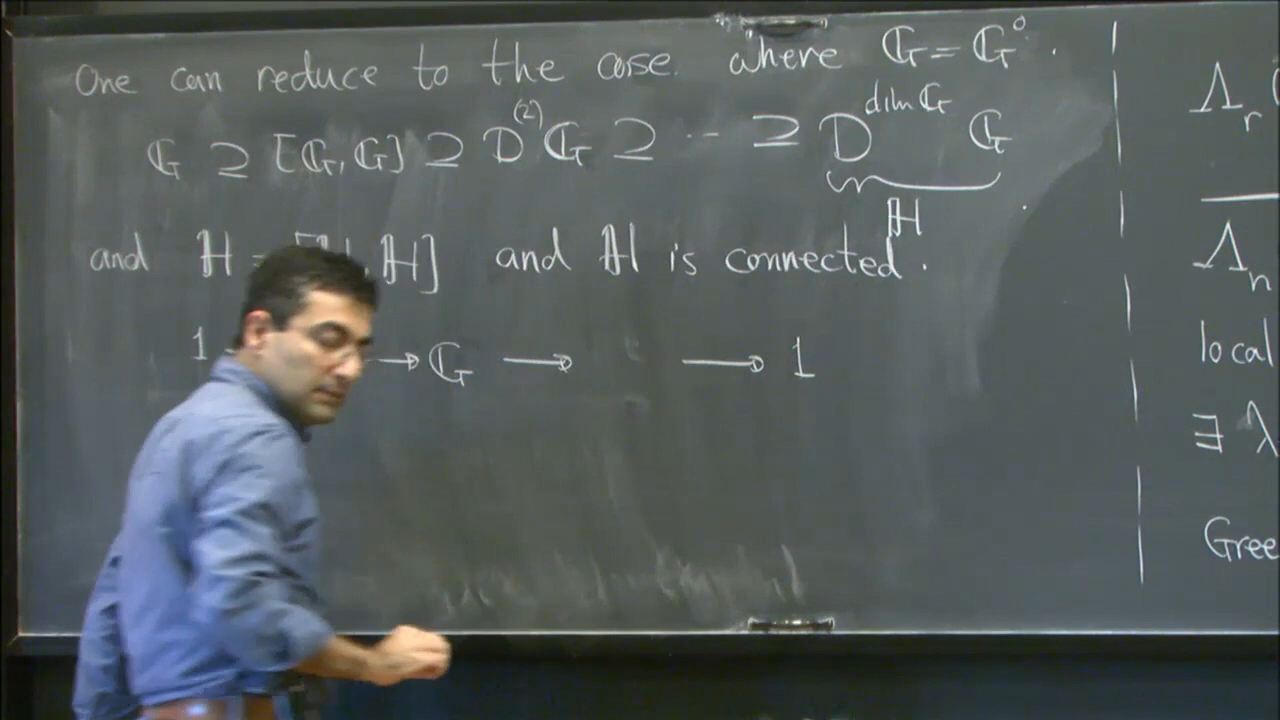 One can reduce to the case where 𝔾 = 𝔾⁰.
𝔾 ⊇ [𝔾,𝔾] ⊇ D⁽²⁾𝔾 ⊇ ⋯ ⊇ D^{dim 𝔾} 𝔾
ℍ
and ℍ = [ℍ,ℍ] and ℍ is connected.
1 → 𝔾 → → 1
Λ_r (
Λ_n
local
∃ λ
Gree